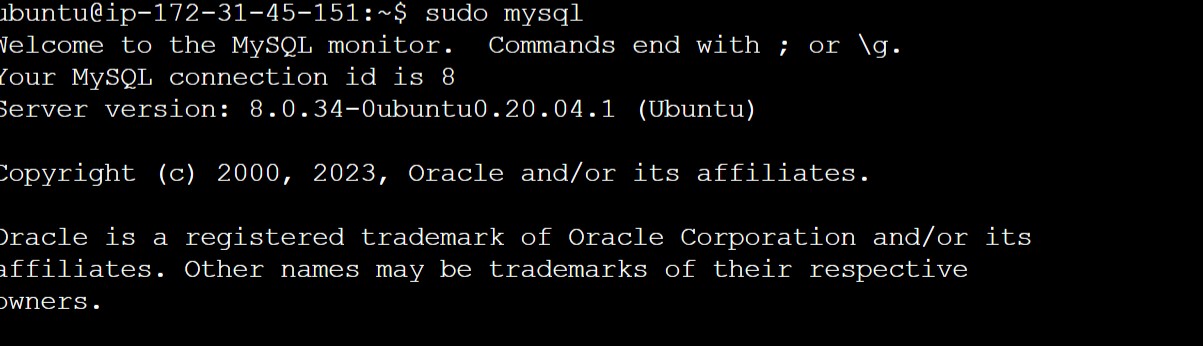 ubuntu@ip-172-31-45-151:~$ sudo mysql
Welcome to the MySQL monitor.  Commands end with ; or \g.
Your MySQL connection id is 8
Server version: 8.0.34-0ubuntu0.20.04.1 (Ubuntu)
Copyright (c) 2000, 2023, Oracle and/or its affiliates.
Oracle is a registered trademark of Oracle Corporation and/or its
affiliates. Other names may be trademarks of their respective
owners.